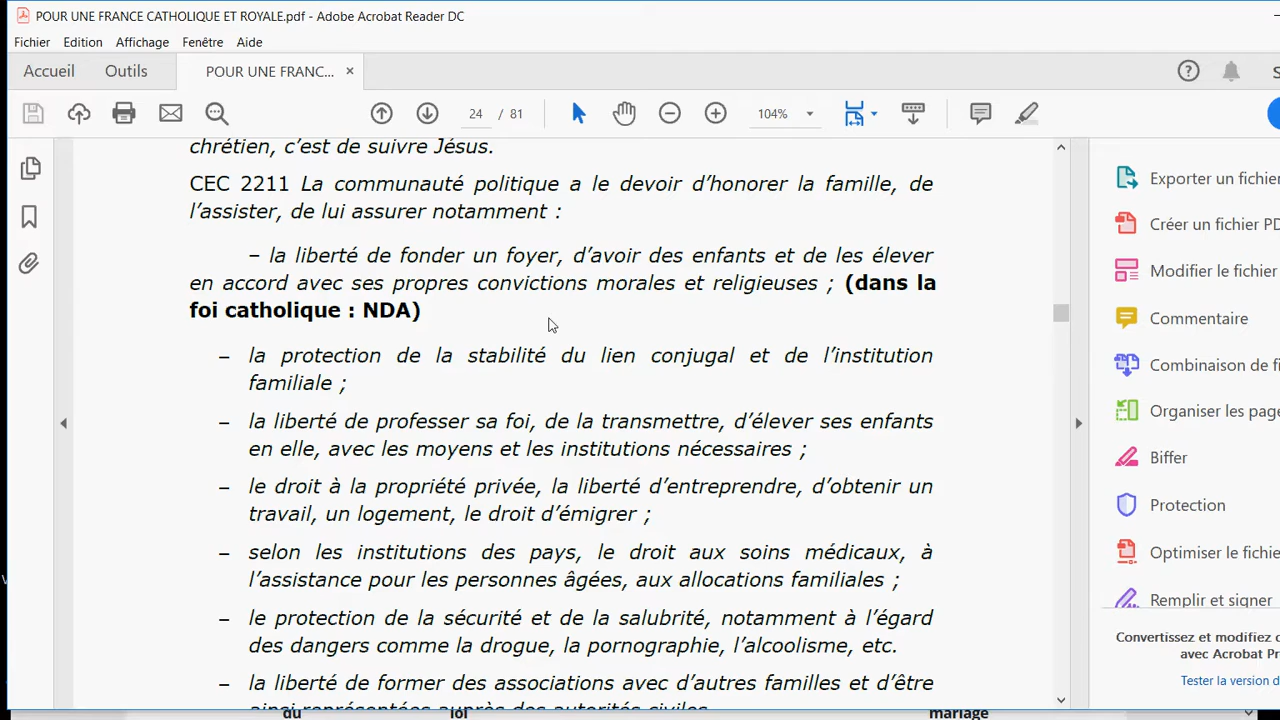 POUR UNE FRANCE CATHOLIQUE ET ROYALE.pdf - Adobe Acrobat Reader DC
Fichier Edition Affichage Fenêtre Aide
Accueil Outils POUR UNE FRANC... ×
24 / 81 104%
chrétien, c'est de suivre Jésus.
CEC 2211 La communauté politique a le devoir d'honorer la famille, de
l'assister, de lui assurer notamment :
– la liberté de fonder un foyer, d'avoir des enfants et de les élever
en accord avec ses propres convictions morales et religieuses ; (dans la
foi catholique : NDA)
– la protection de la stabilité du lien conjugal et de l'institution
familiale ;
– la liberté de professer sa foi, de la transmettre, d'élever ses enfants
en elle, avec les moyens et les institutions nécessaires ;
– le droit à la propriété privée, la liberté d'entreprendre, d'obtenir un
travail, un logement, le droit d'émigrer ;
– selon les institutions des pays, le droit aux soins médicaux, à
l'assistance pour les personnes âgées, aux allocations familiales ;
– le protection de la sécurité et de la salubrité, notamment à l'égard
des dangers comme la drogue, la pornographie, l'alcoolisme, etc.
– la liberté de former des associations avec d'autres familles et d'être
ainsi représentées auprès des autorités civiles
Exporter un fichier
Créer un fichier PD
Modifier le fichier
Commentaire
Combinaison de fi
Organiser les page
Biffer
Protection
Optimiser le fichie
Remplir et signer
Convertissez et modifiez d
avec Acrobat Pr
Tester la version d
du loi mariage